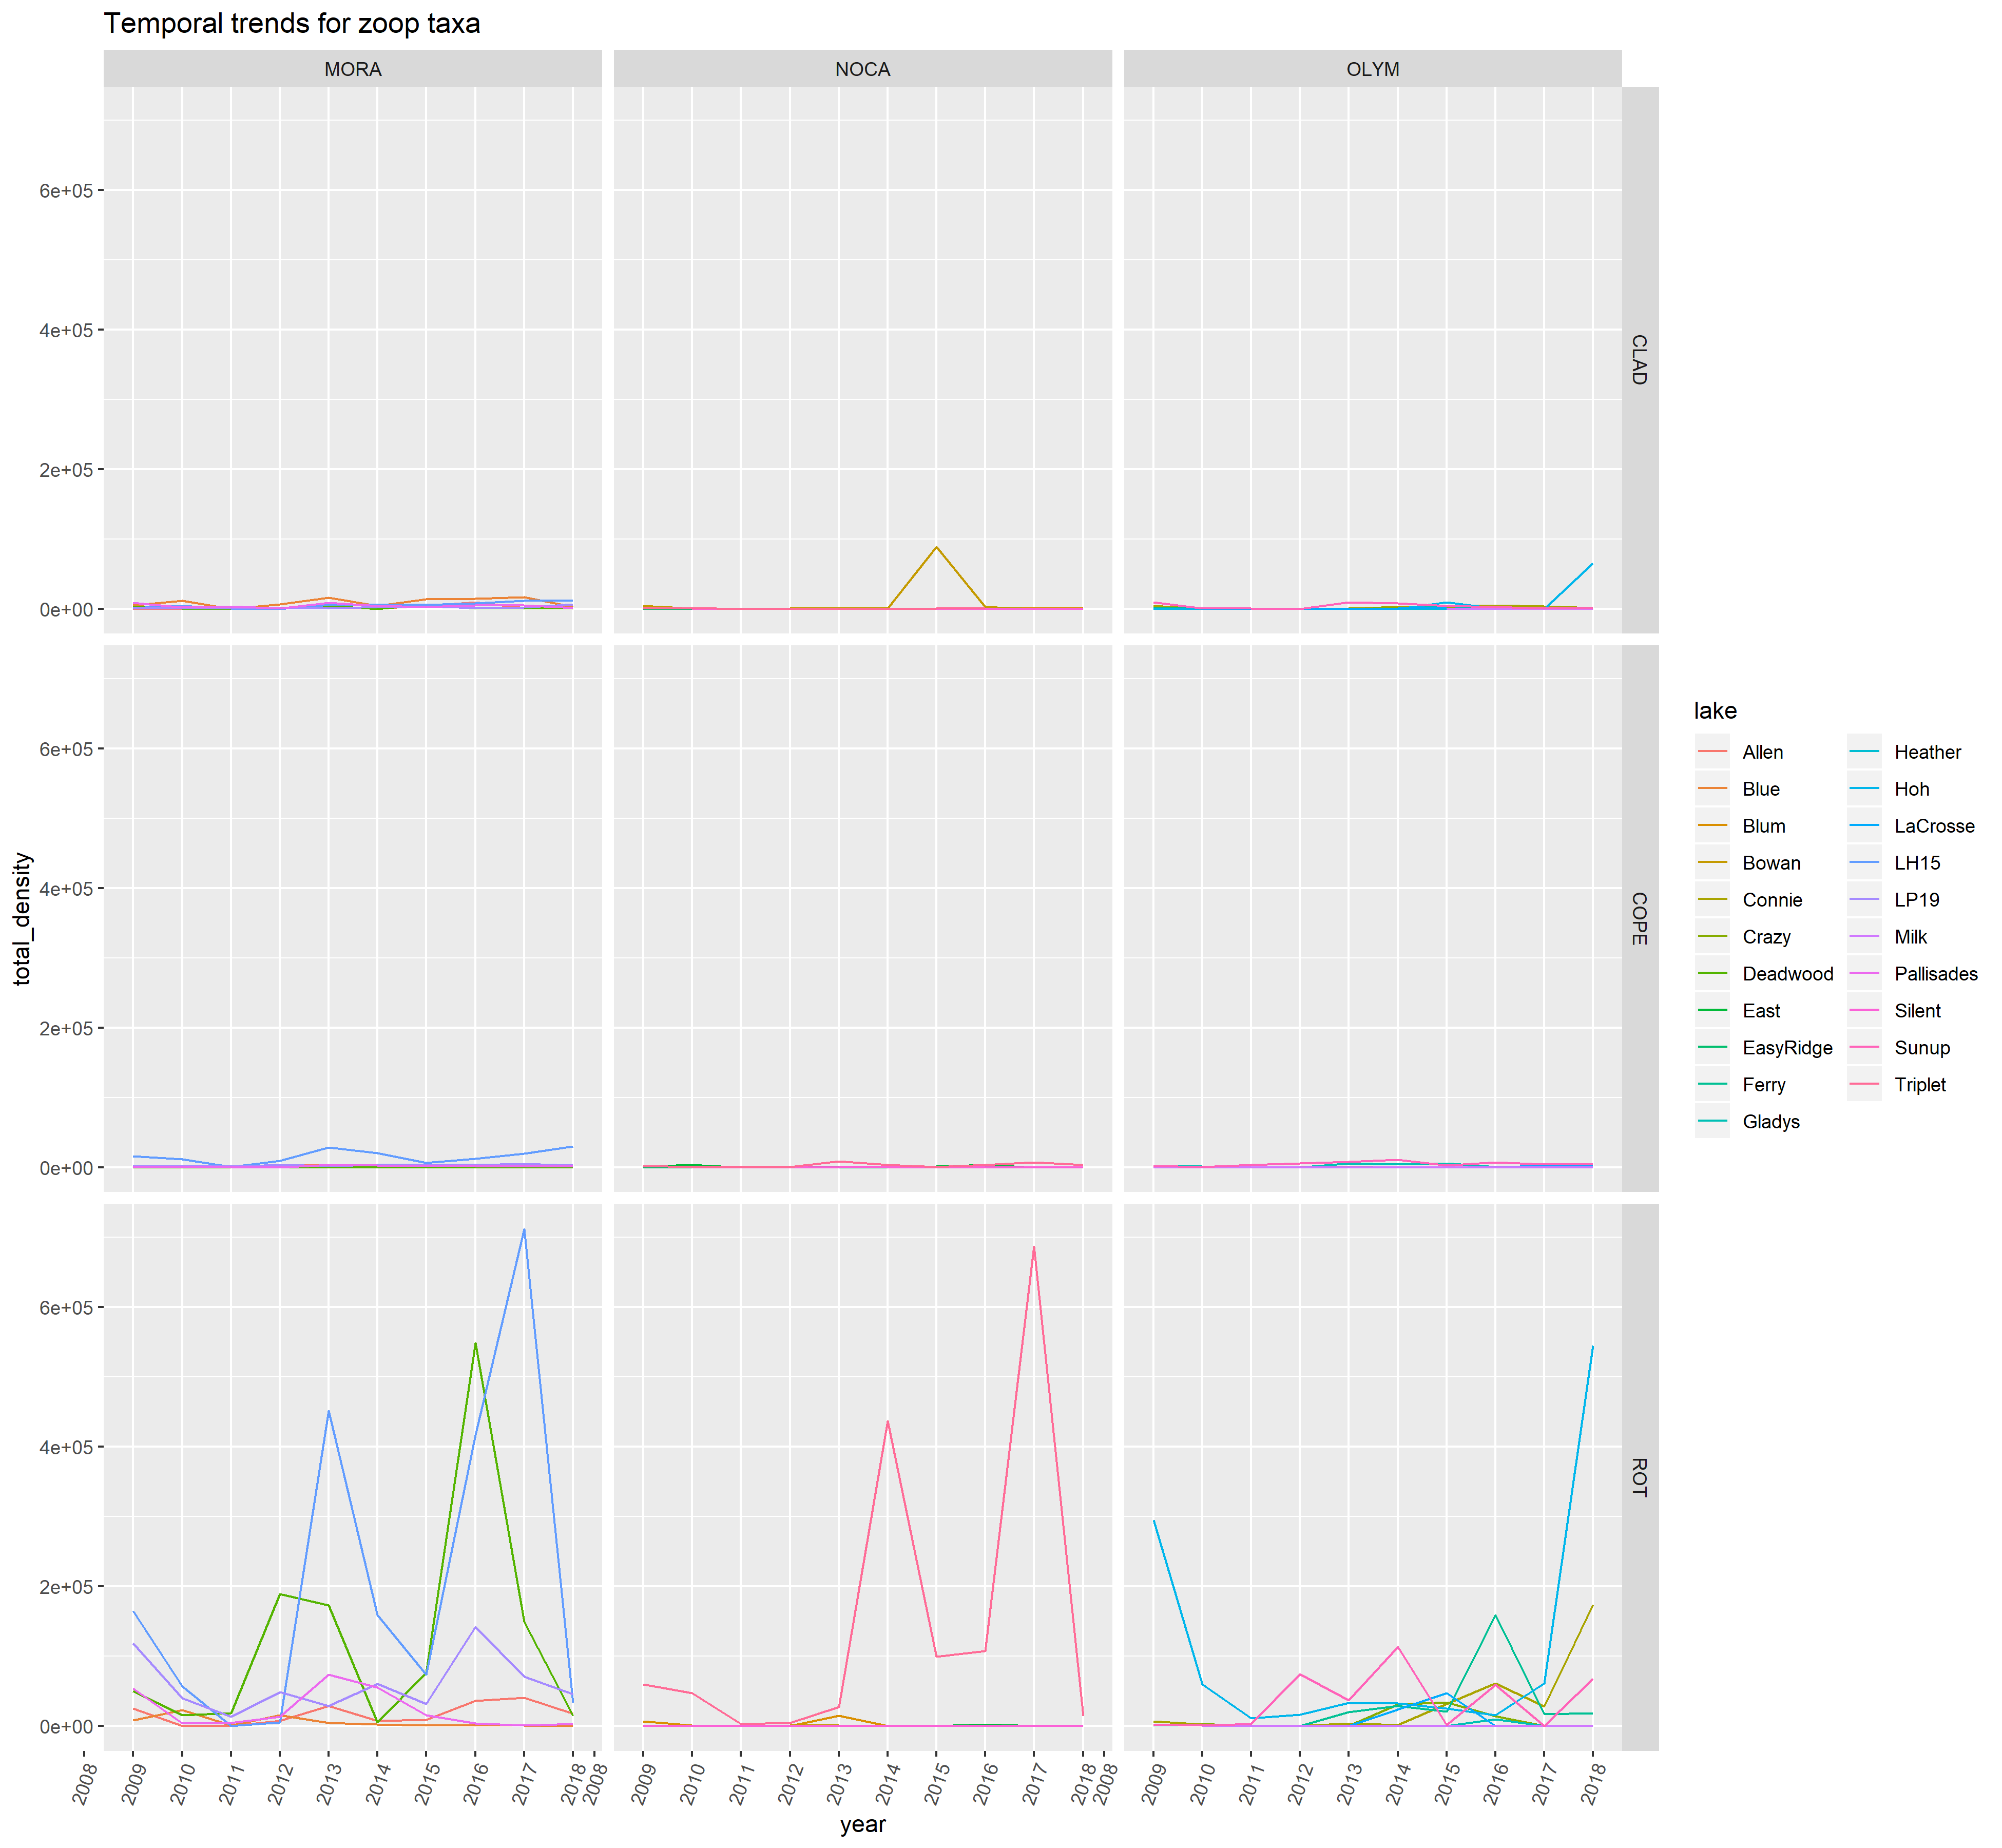 Temporal trends for zoop taxa
MORA
NOCA
OLYM
6e+05
4e+05
2e+05
0e+00
CLAD
6e+05
4e+05
2e+05
0e+00
COPE
6e+05
4e+05
2e+05
0e+00
ROT
total_density
2008
2009
2010
2011
2012
2013
2014
2015
2016
2017
2018
2008
2009
2010
2011
2012
2013
2014
2015
2016
2017
2018
2008
2009
2010
2011
2012
2013
2014
2015
2016
2017
2018
year
lake
Allen
Blue
Blum
Bowan
Connie
Crazy
Deadwood
East
EasyRidge
Ferry
Gladys
Heather
Hoh
LaCrosse
LH15
LP19
Milk
Pallisades
Silent
Sunup
Triplet